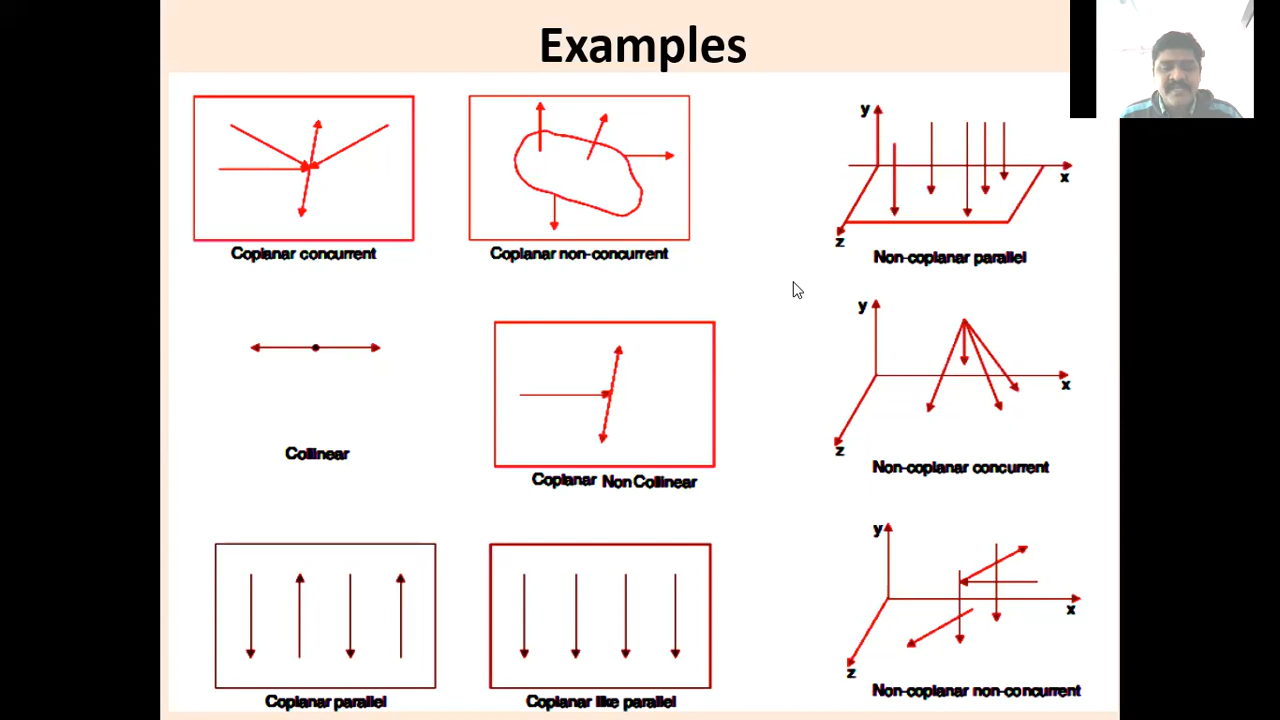 Examples
Coplanar concurrent
Coplanar non-concurrent
y
x
z
Non-coplanar parallel
Collinear
Coplanar Non Collinear
y
x
z
Non-coplanar concurrent
Coplanar parallel
Coplanar like parallel
y
x
z
Non-coplanar non-concurrent